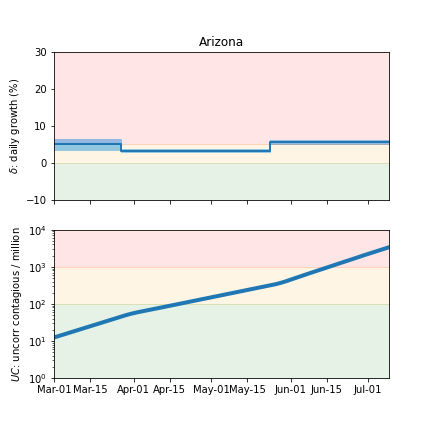 Arizona
δ: daily growth (%)
30
20
10
0
−10
UC: uncorr contagious / million
10⁴
10³
10²
10¹
10⁰
Mar-01 Mar-15 Apr-01 Apr-15 May-01 May-15 Jun-01 Jun-15 Jul-01